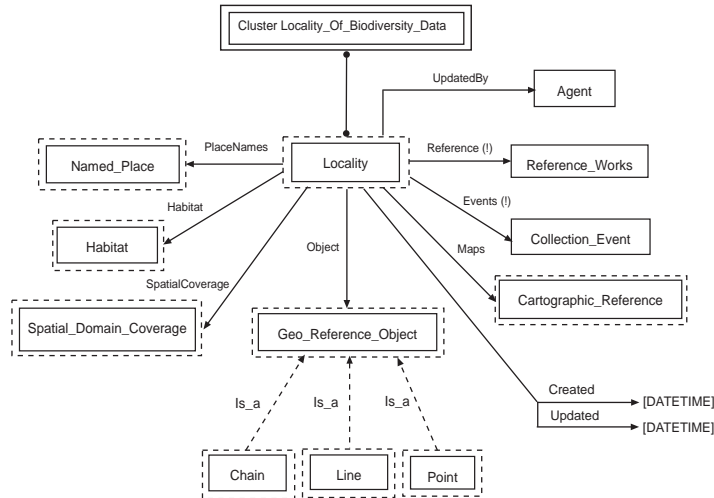 Cluster Locality_Of_Biodiversity_Data
UpdatedBy
Agent
PlaceNames
Reference (!)
Named_Place
Locality
Reference_Works
Habitat
Events (!)
Habitat
Object
Maps
Collection_Event
SpatialCoverage
Cartographic_Reference
Spatial_Domain_Coverage
Geo_Reference_Object
Is_a
Is_a
Is_a
Created
[DATETIME]
Updated
[DATETIME]
Chain
Line
Point